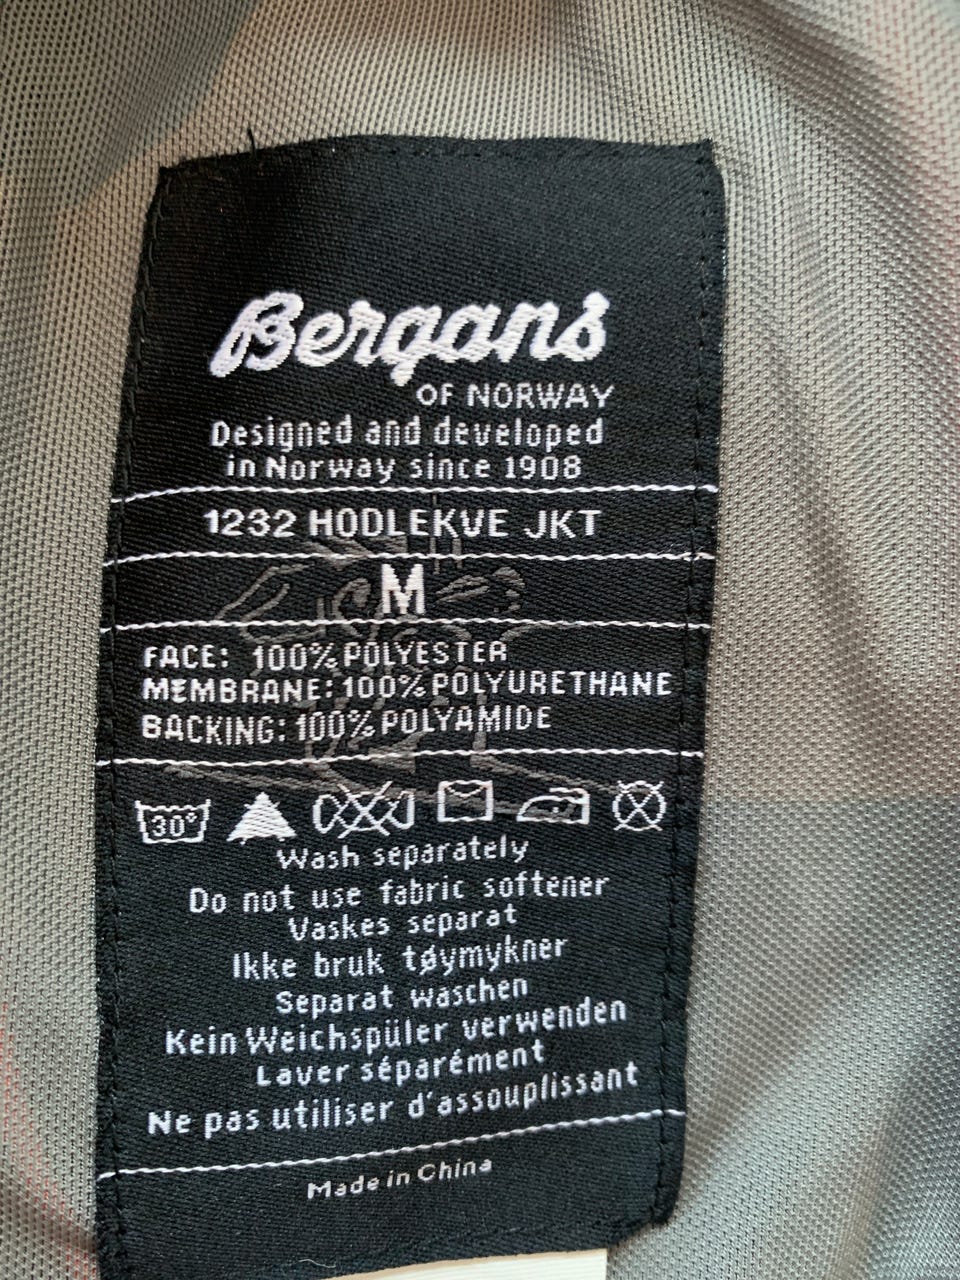 Bergans
OF NORWAY
Designed and developed
in Norway since 1908
1232 HODLEKVE JKT
M
FACE: 100% POLYESTER
MEMBRANE: 100% POLYURETHANE
BACKING: 100% POLYAMIDE
30°
Wash separately
Do not use fabric softener
Vaskes separat
Ikke bruk tøymykner
Separat waschen
Kein Weichspüler verwenden
Laver séparément
Ne pas utiliser d'assouplissant
Made in China